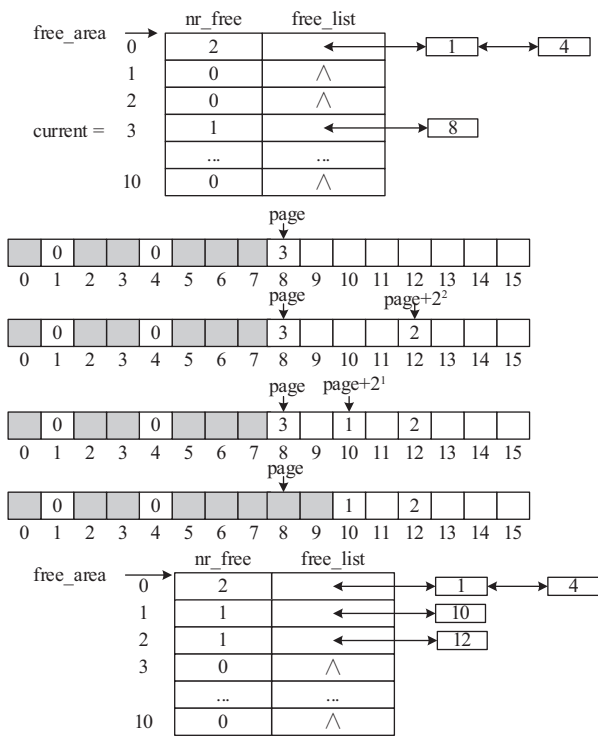 nr_free free_list
free_area 0 2 1 4
1 0 ∧
2 0 ∧
current = 3 1 8
... ...
10 0 ∧
page
0 0 3
0 1 2 3 4 5 6 7 8 9 10 11 12 13 14 15
page page+2²
0 0 3 2
0 1 2 3 4 5 6 7 8 9 10 11 12 13 14 15
page page+2¹
0 0 3 1 2
0 1 2 3 4 5 6 7 8 9 10 11 12 13 14 15
page
0 0 1 2
0 1 2 3 4 5 6 7 8 9 10 11 12 13 14 15
nr_free free_list
free_area 0 2 1 4
1 1 10
2 1 12
3 0 ∧
... ...
10 0 ∧